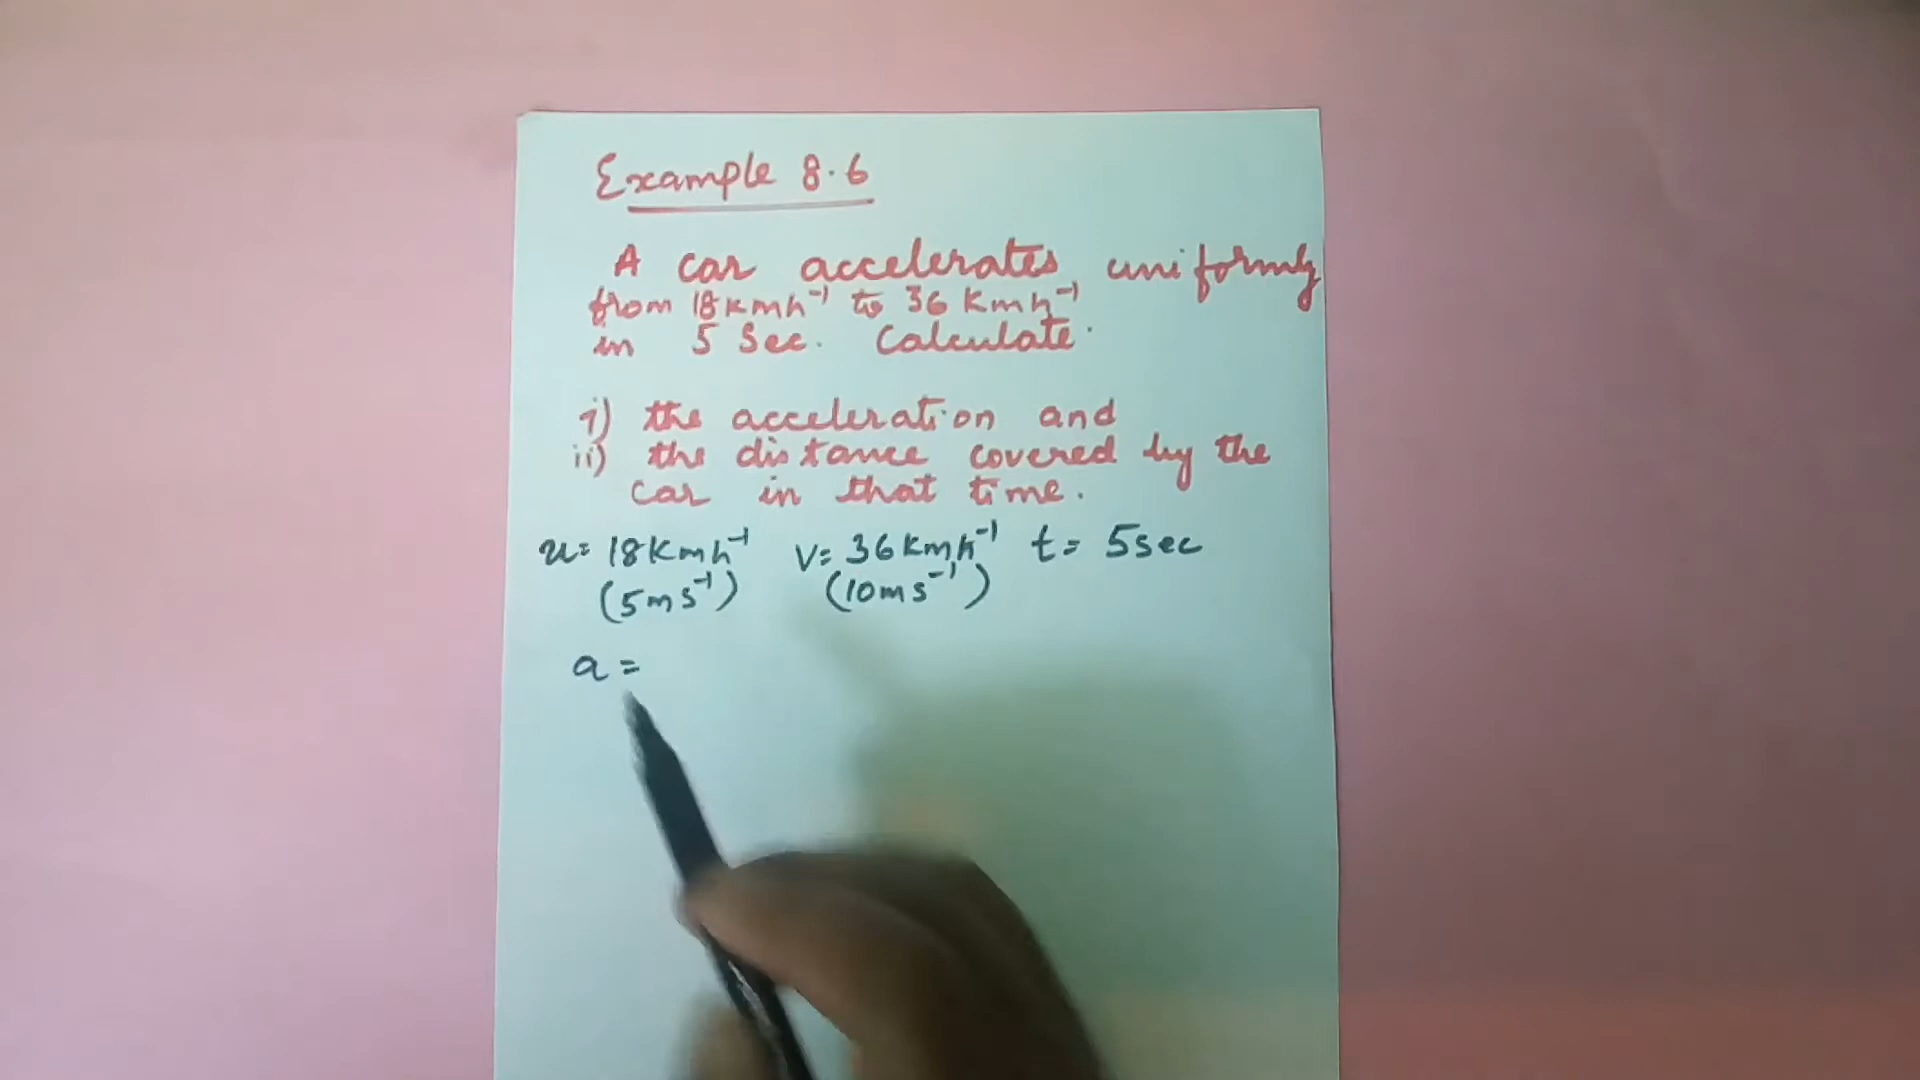 Example 8.6
A car accelerates uniformly
from 18 Kmh⁻¹ to 36 Kmh⁻¹
in 5 Sec. Calculate.
i) the acceleration and
ii) the distance covered by the
car in that time.
u = 18 Kmh⁻¹ V = 36 Kmh⁻¹ t = 5 sec
(5 ms⁻¹) (10 ms⁻¹)
a =